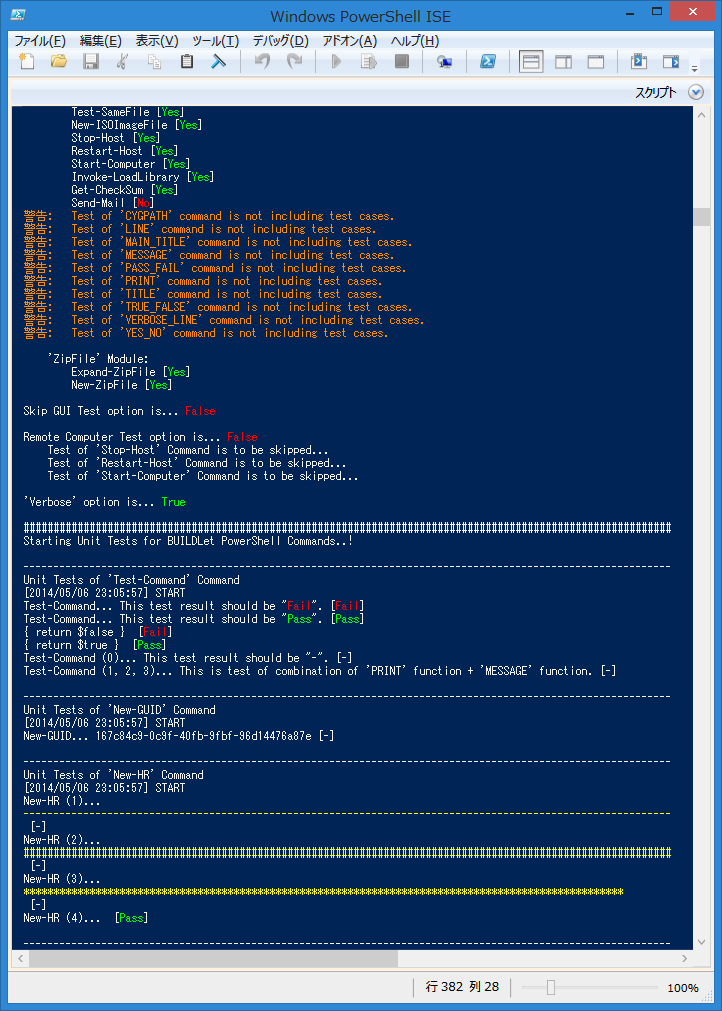 Windows PowerShell ISE
ファイル(F) 編集(E) 表示(V) ツール(T) デバッグ(D) アドオン(A) ヘルプ(H)
スクリプト
Test-SameFile [Yes]
New-ISOImageFile [Yes]
Stop-Host [Yes]
Restart-Host [Yes]
Start-Computer [Yes]
Invoke-LoadLibrary [Yes]
Get-CheckSum [Yes]
Send-Mail [No]
警告: Test of 'CYGPATH' command is not including test cases.
警告: Test of 'LINE' command is not including test cases.
警告: Test of 'MAIN_TITLE' command is not including test cases.
警告: Test of 'MESSAGE' command is not including test cases.
警告: Test of 'PASS_FAIL' command is not including test cases.
警告: Test of 'PRINT' command is not including test cases.
警告: Test of 'TITLE' command is not including test cases.
警告: Test of 'TRUE_FALSE' command is not including test cases.
警告: Test of 'VERBOSE_LINE' command is not including test cases.
警告: Test of 'YES_NO' command is not including test cases.
'ZipFile' Module:
Expand-ZipFile [Yes]
New-ZipFile [Yes]
Skip GUI Test option is... False
Remote Computer Test option is... False
Test of 'Stop-Host' Command is to be skipped...
Test of 'Restart-Host' Command is to be skipped...
Test of 'Start-Computer' Command is to be skipped...
'Verbose' option is... True
############################################################################################################
Starting Unit Tests for BUILDLet PowerShell Commands..!
------------------------------------------------------------------------------------------------------------
Unit Tests of 'Test-Command' Command
[2014/05/06 23:05:57] START
Test-Command... This test result should be "Fail". [Fail]
Test-Command... This test result should be "Pass". [Pass]
{ return $false } [Fail]
{ return $true } [Pass]
Test-Command (0)... This test result should be "-". [-]
Test-Command (1, 2, 3)... This is test of combination of 'PRINT' function + 'MESSAGE' function. [-]
------------------------------------------------------------------------------------------------------------
Unit Tests of 'New-GUID' Command
[2014/05/06 23:05:57] START
New-GUID... 167c84c9-0c9f-40fb-9fbf-96d14476a87e [-]
------------------------------------------------------------------------------------------------------------
Unit Tests of 'New-HR' Command
[2014/05/06 23:05:57] START
New-HR (1)...
------------------------------------------------------------------------------------------------------------
[-]
New-HR (2)...
############################################################################################################
[-]
New-HR (3)...
****************************************************************************************************
[-]
New-HR (4)... [Pass]
------------------------------------------------------------------------------------------------------------
行 382 列 28 100%